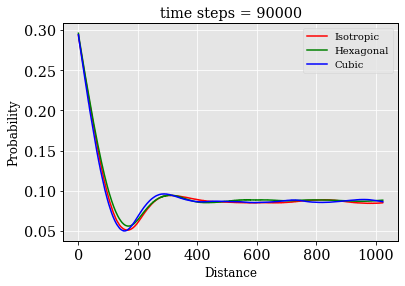 time steps = 90000
Probability
0.30
0.25
0.20
0.15
0.10
0.05
Isotropic
Hexagonal
Cubic
0 200 400 600 800 1000
Distance